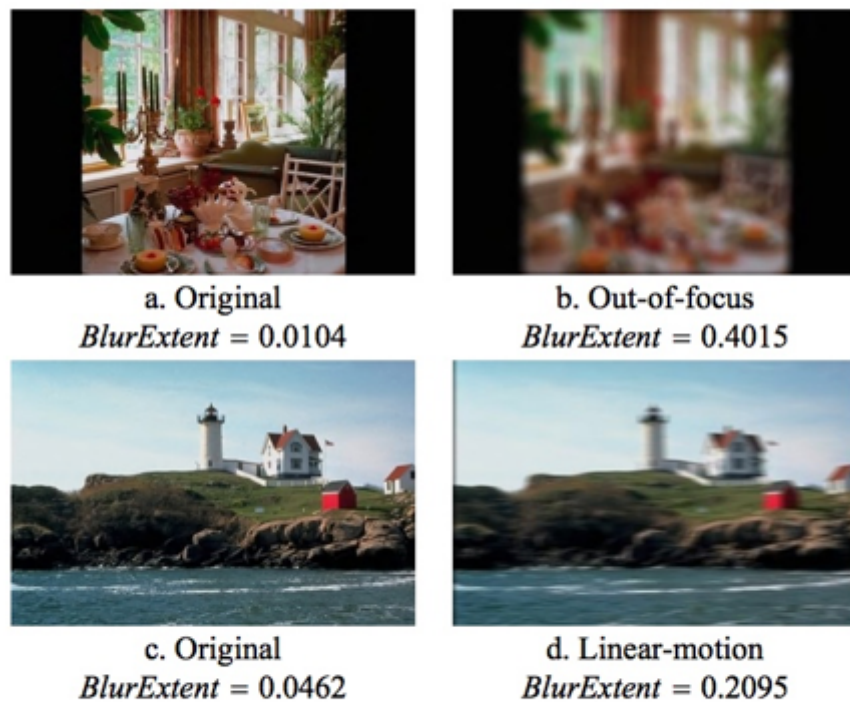 a. Original
b. Out-of-focus
BlurExtent = 0.0104
BlurExtent = 0.4015
c. Original
d. Linear-motion
BlurExtent = 0.0462
BlurExtent = 0.2095